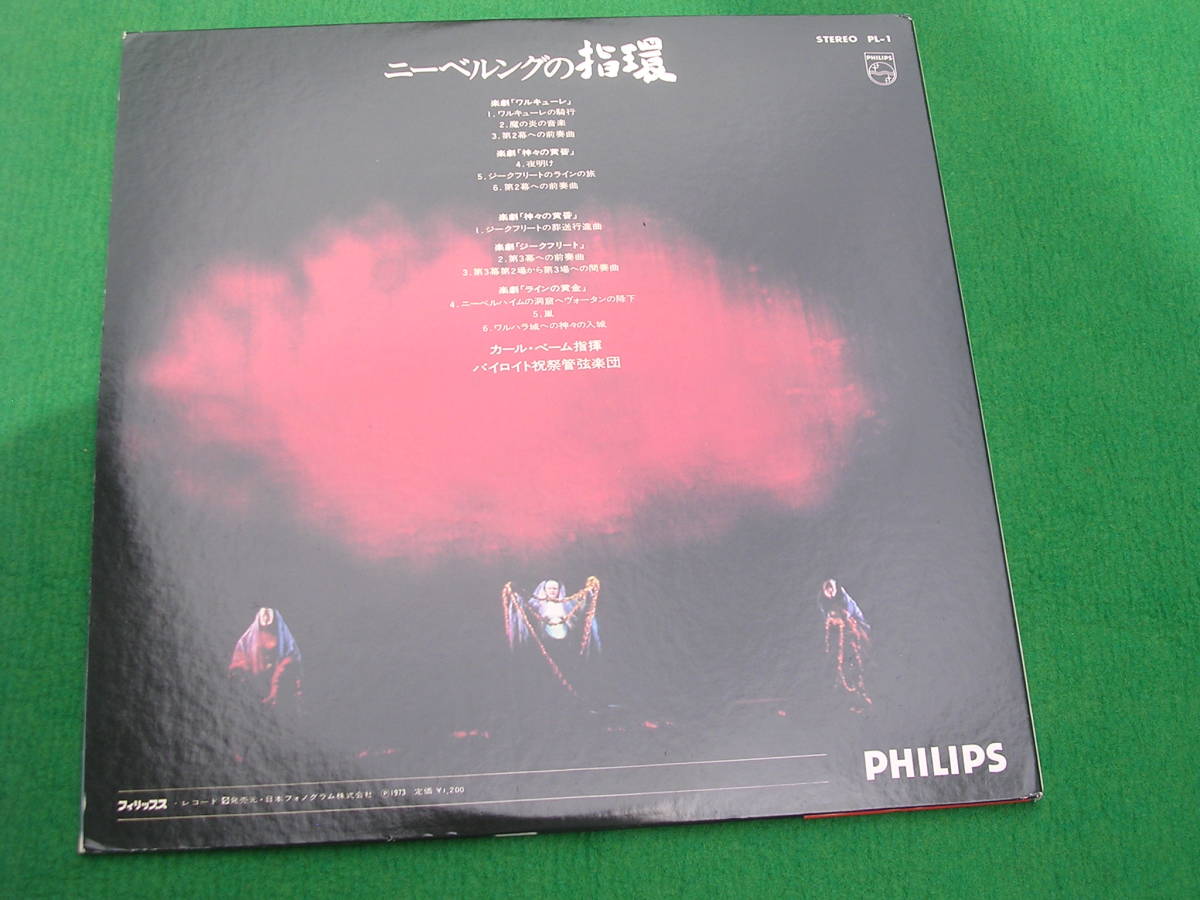 STEREO PL-1
PHILIPS
ニーベルングの指環
楽劇「ワルキューレ」
1. ワルキューレの騎行
2. 魔の炎の音楽
3. 第2幕への前奏曲
楽劇「神々の黄昏」
4. 夜明け
5. ジークフリートのラインの旅
6. 第2幕への前奏曲
楽劇「神々の黄昏」
1. ジークフリートの葬送行進曲
楽劇「ジークフリート」
2. 第3幕への前奏曲
3. 第3幕第2場から第3場への間奏曲
楽劇「ラインの黄金」
4. ニーベルハイムの洞窟へヴォータンの降下
5. 嵐
6. ワルハラ城への神々の入城
カール・ベーム指揮
バイロイト祝祭管弦楽団
PHILIPS
フィリップス・レコード 発売元・日本フォノグラム株式会社 Ⓟ1973 定価 ¥1,200